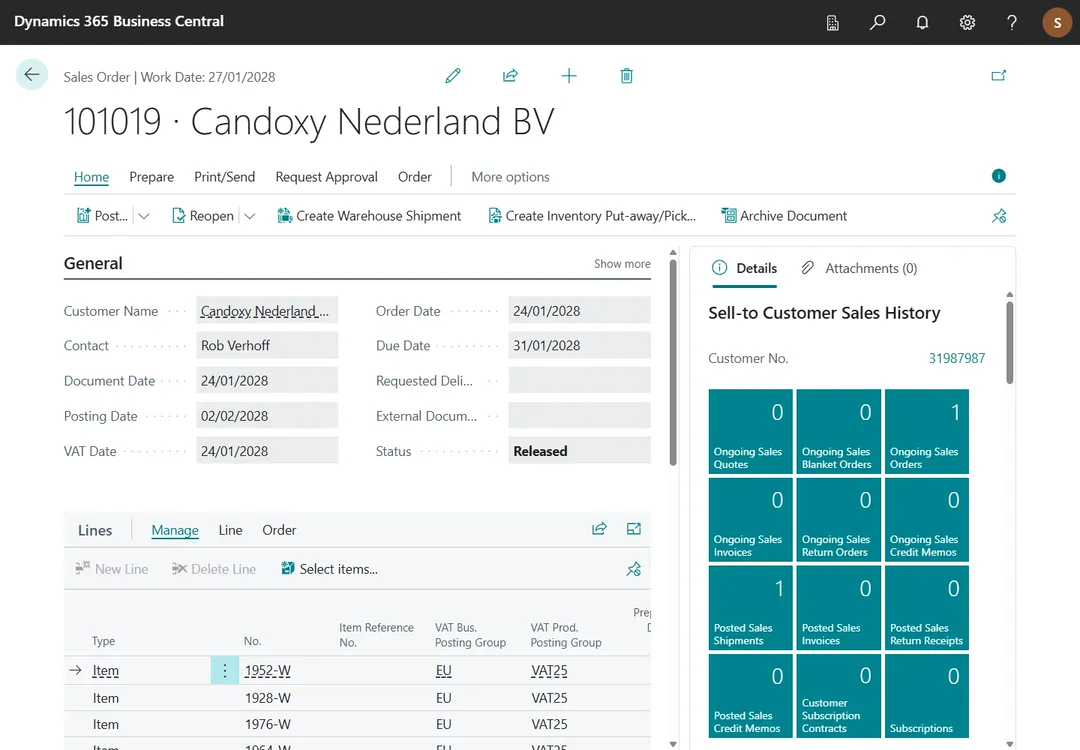 Dynamics 365 Business Central
S
Sales Order | Work Date: 27/01/2028
101019 · Candoxy Nederland BV
Home Prepare Print/Send Request Approval Order More options
Post... Reopen Create Warehouse Shipment Create Inventory Put-away/Pick... Archive Document
General Show more
Customer Name Candoxy Nederland ... Order Date 24/01/2028
Contact Rob Verhoff Due Date 31/01/2028
Document Date 24/01/2028 Requested Deli...
Posting Date 02/02/2028 External Docum...
VAT Date 24/01/2028 Status Released
Lines Manage Line Order
New Line Delete Line Select items...
Type No. Item Reference No. VAT Bus. Posting Group VAT Prod. Posting Group
Item 1952-W EU VAT25
Item 1928-W EU VAT25
Item 1976-W EU VAT25
Item 1964-W EU VAT25
Details Attachments (0)
Sell-to Customer Sales History
Customer No. 31987987
0 Ongoing Sales Quotes
0 Ongoing Sales Blanket Orders
1 Ongoing Sales Orders
0 Ongoing Sales Invoices
0 Ongoing Sales Return Orders
0 Ongoing Sales Credit Memos
1 Posted Sales Shipments
0 Posted Sales Invoices
0 Posted Sales Return Receipts
0 Posted Sales Credit Memos
0 Customer Subscription Contracts
0 Subscriptions